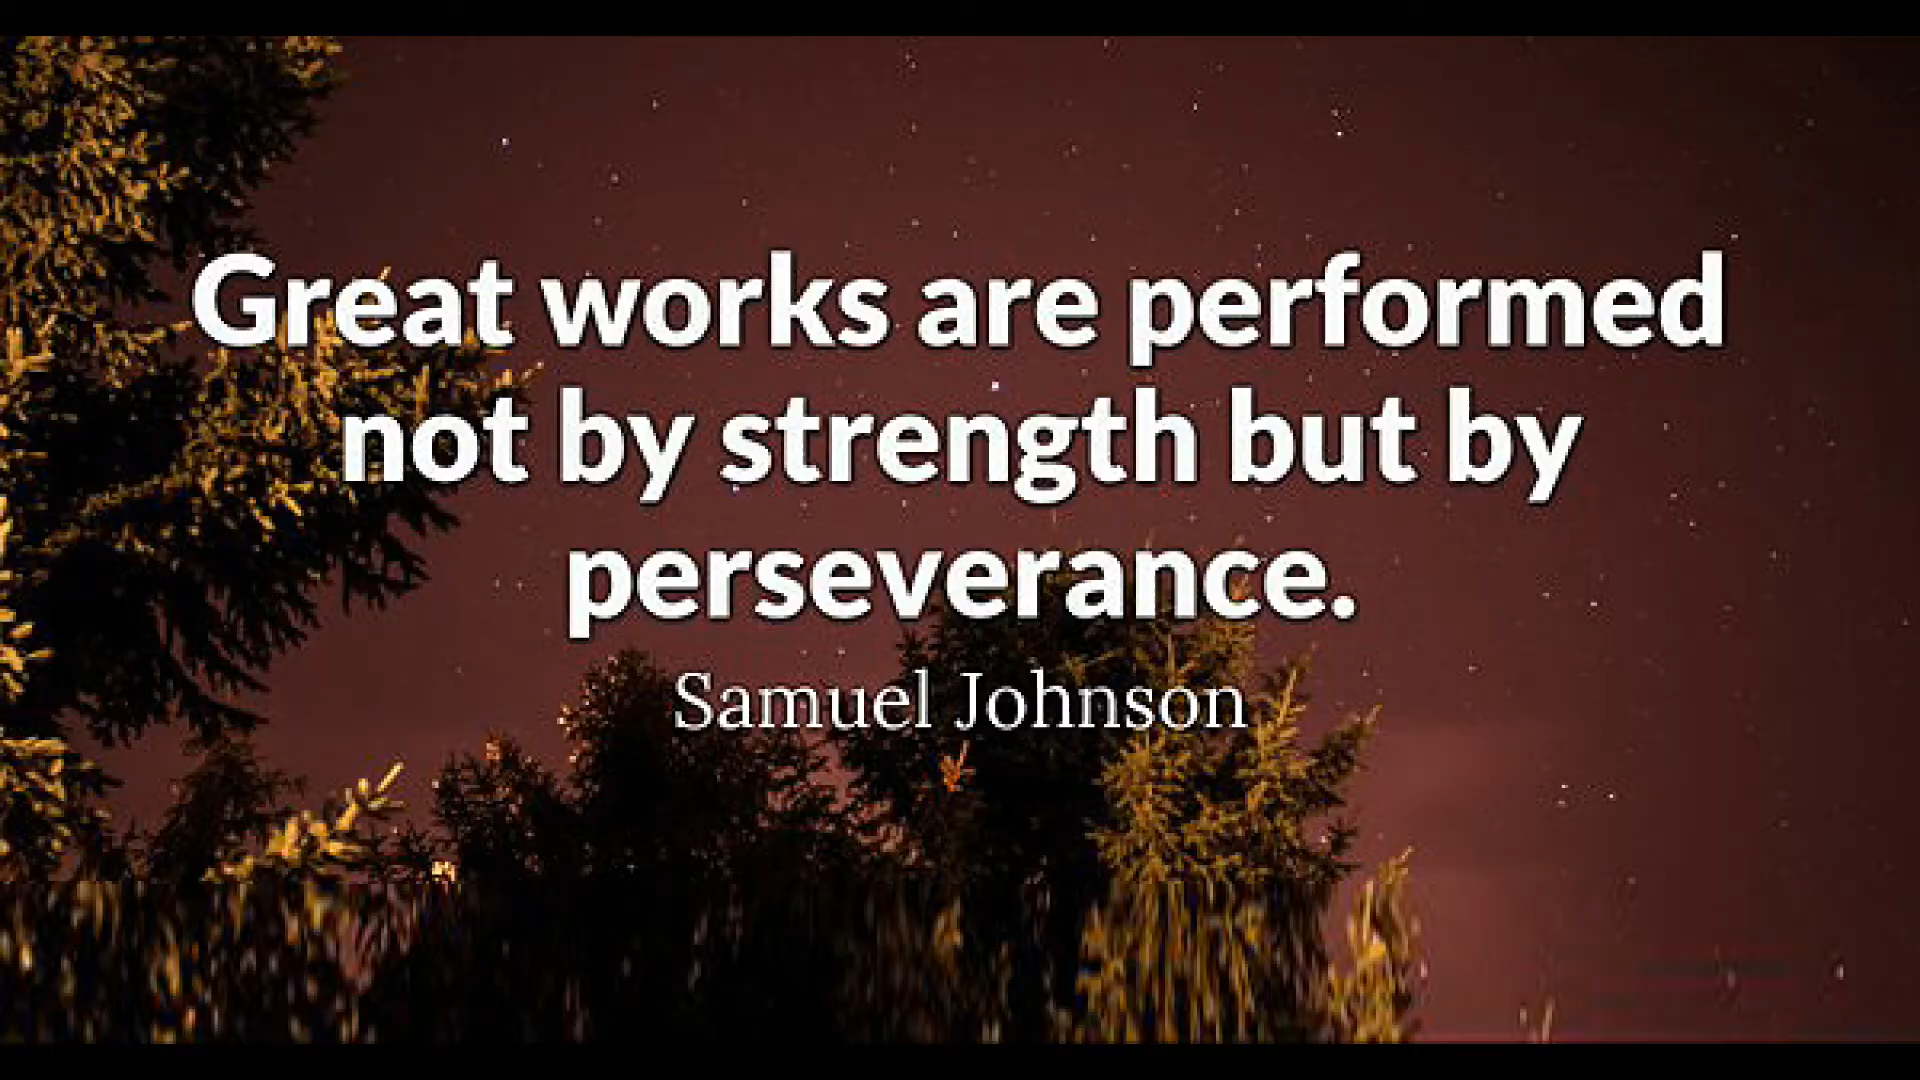 Great works are performed
not by strength but by
perseverance.
Samuel Johnson